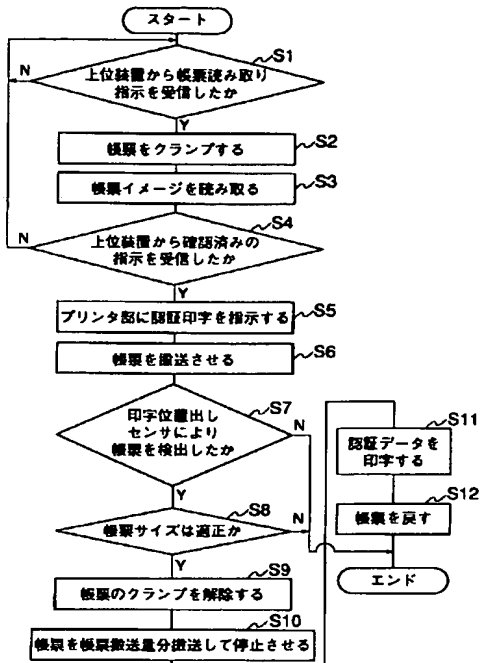 スタート
S1
上位装置から帳票読み取り
指示を受信したか
N
Y
S2
帳票をクランプする
S3
帳票イメージを読み取る
S4
上位装置から確認済みの
指示を受信したか
N
Y
S5
プリンタ認に認証印字を指示する
S6
帳票を搬送させる
S7
印字位置出し
センサにより
帳票を検出したか
N
Y
S8
帳票サイズは適正か
N
Y
S9
帳票のクランプを解除する
S10
帳票を帳票搬送量分搬送して停止させる
S11
認証データを
印字する
S12
帳票を戻す
エンド